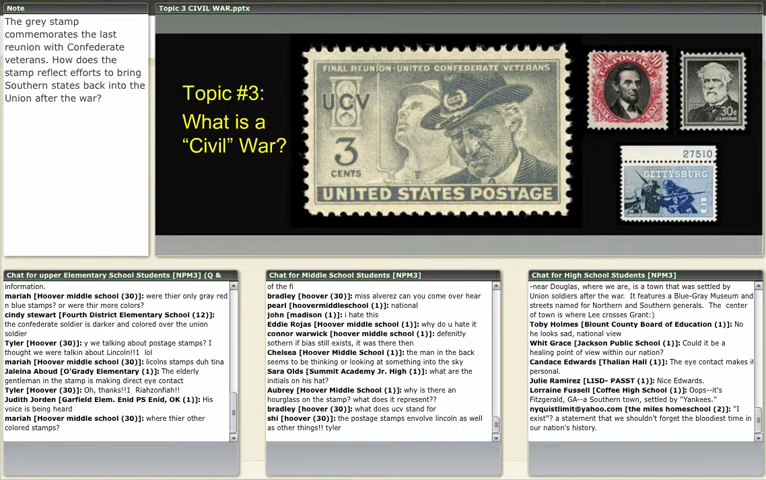 Note
The grey stamp
commemorates the last
reunion with Confederate
veterans. How does the
stamp reflect efforts to bring
Southern states back into the
Union after the war?
Topic 3 CIVIL WAR.pptx
Topic #3:
What is a
“Civil” War?
FINAL REUNION·UNITED CONFEDERATE VETERANS
UCV
3
CENTS
UNITED STATES POSTAGE
30¢
27510
GETTYSBURG
Chat for upper Elementary School Students [NPM3] (Q &
information.
mariah [Hoover middle school (30)]: were thier only gray red
n blue stamps? or were thir more colors?
cindy stewart [Fourth District Elementary School (12)]:
the confederate soldier is darker and colored over the union
soldier
Tyler [Hoover (30)]: y we talking about postage stamps? I
thought we were talkin about Lincoln!!1  lol
mariah [Hoover middle school (30)]: licolns stamps duh tina
Jaleina Aboud [O'Grady Elementary (1)]: The elderly
gentleman in the stamp is making direct eye contact
Tyler [Hoover (30)]: Oh, thanks!!1  Riahzonfiah!!
Judith Jorden [Garfield Elem. Enid PS Enid, OK (1)]: His
voice is being heard
mariah [Hoover middle school (30)]: where thier other
colored stamps?
Chat for Middle School Students [NPM3]
of the fi
bradley [hoover (30)]: miss alverez can you come over hear
pearl [hoovermiddleschool (1)]: national
john [madison (1)]: i hate this
Eddie Rojas [Hoover middle school (1)]: why do u hate it
connor warwick [hoover middle school (1)]: defenitly
sothern if bias still exists, it was there then
Chelsea [Hoover Middle School (1)]: the man in the back
seems to be thinking or looking at something into the sky
Sara Olds [Summit Academy Jr. High (1)]: what are the
initials on his hat?
Aubrey [Hoover Middle School (1)]: why is there an
hourglass on the stamp? what does it represent??
bradley [hoover (30)]: what does ucv stand for
shi [hoover (30)]: the postage stamps envolve lincoln as well
as other things!! tyler
Chat for High School Students [NPM3]
-near Douglas, where we are, is a town that was settled by
Union soldiers after the war.  It features a Blue-Gray Museum and
streets named for Northern and Southern generals.  The  center
of town is where Lee crosses Grant:)
Toby Holmes [Blount County Board of Education (1)]: No
he looks sad, national view
Whit Grace [Jackson Public School (1)]: Could it be a
healing point of view within our nation?
Candace Edwards [Thalian Hall (1)]: The eye contact makes it
personal.
Julie Ramirez [LISD- PASST (1)]: Nice Edwards.
Lorraine Fussell [Coffee High School (1)]: Oops--it's
Fitzgerald, GA--a Southern town, settled by "Yankees."
nyquistlimit@yahoo.com [the miles homeschool (2)]: "I
exist"? a statement that we shouldn't forget the bloodiest time in
our nation's history.